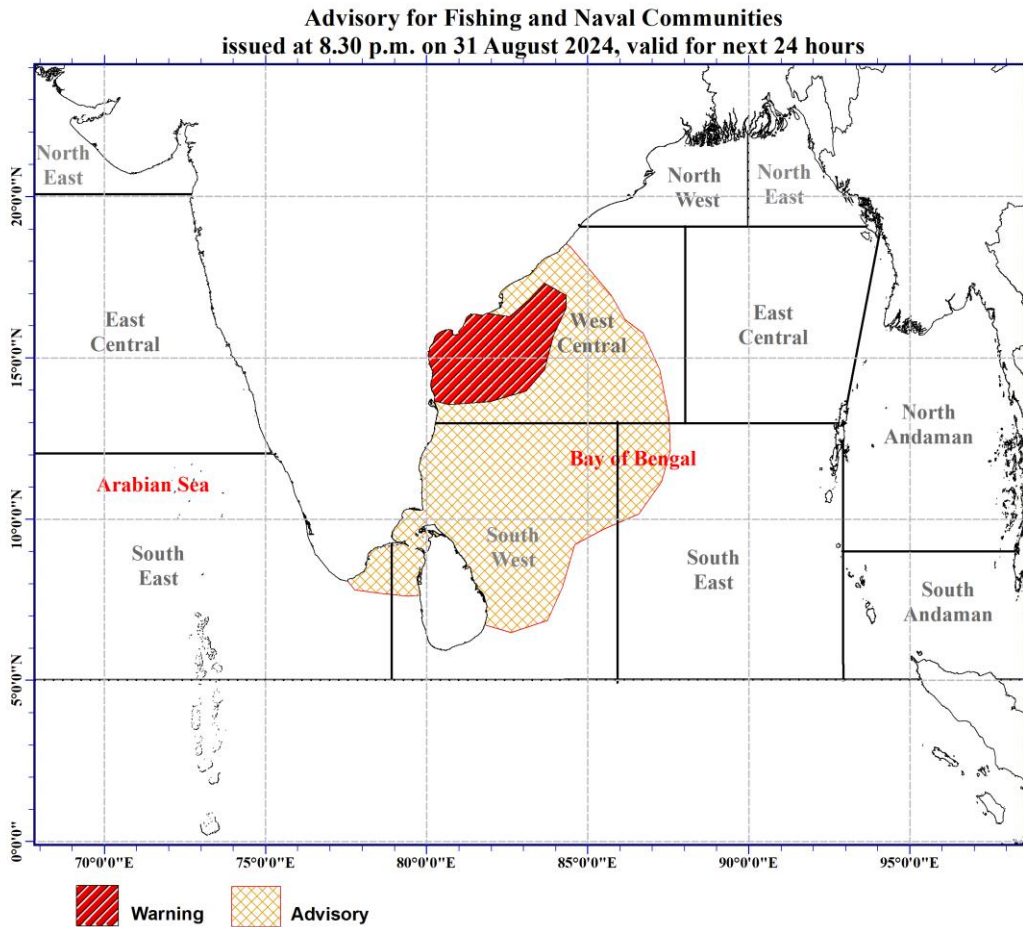 Advisory for Fishing and Naval Communities
issued at 8.30 p.m. on 31 August 2024, valid for next 24 hours
North
East
North
West
North
East
20°0'0"N
East
Central
West
Central
East
Central
15°0'0"N
North
Andaman
Bay of Bengal
Arabian Sea
10°0'0"N
South
East
South
West
South
East
South
Andaman
5°0'0"N
0°0'0"
70°0'0"E
75°0'0"E
80°0'0"E
85°0'0"E
90°0'0"E
95°0'0"E
Warning
Advisory